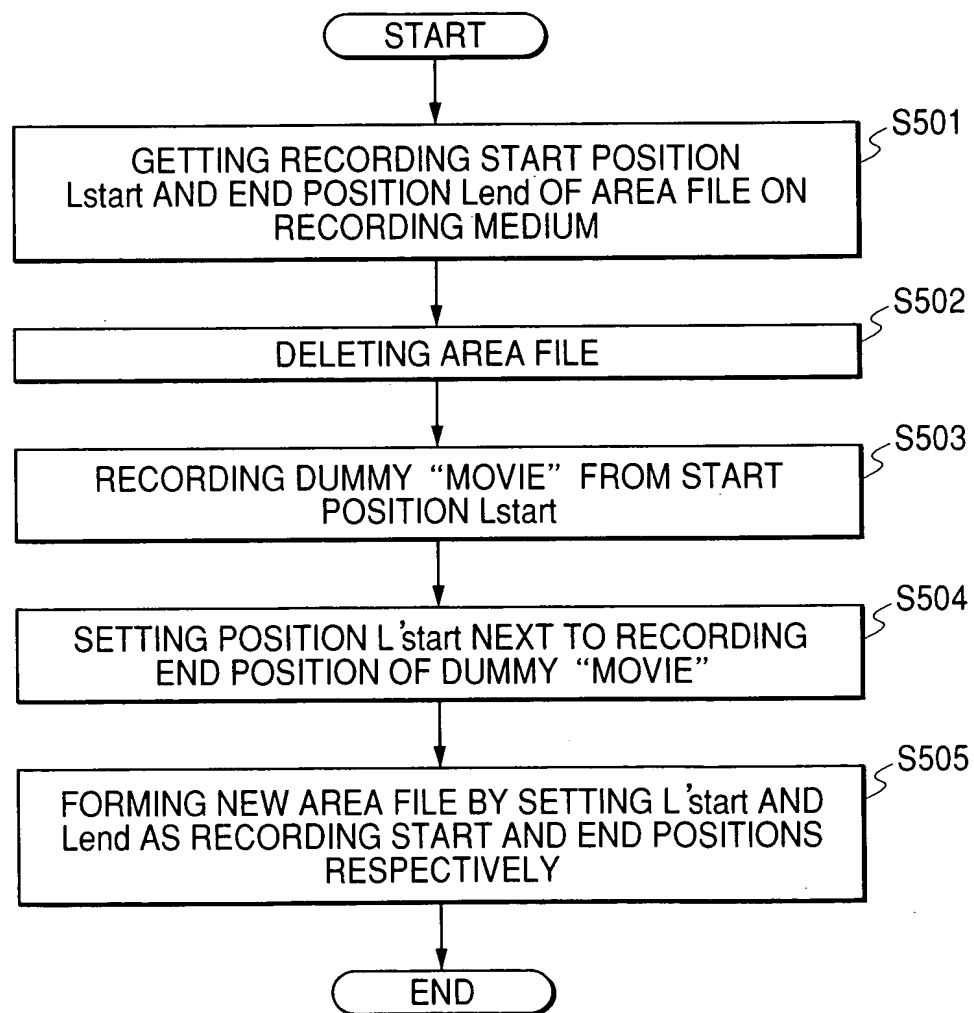 START
S501
GETTING RECORDING START POSITION
Lstart AND END POSITION Lend OF AREA FILE ON
RECORDING MEDIUM
S502
DELETING AREA FILE
S503
RECORDING DUMMY “MOVIE” FROM START
POSITION Lstart
S504
SETTING POSITION L'start NEXT TO RECORDING
END POSITION OF DUMMY “MOVIE”
S505
FORMING NEW AREA FILE BY SETTING L'start AND
Lend AS RECORDING START AND END POSITIONS
RESPECTIVELY
END